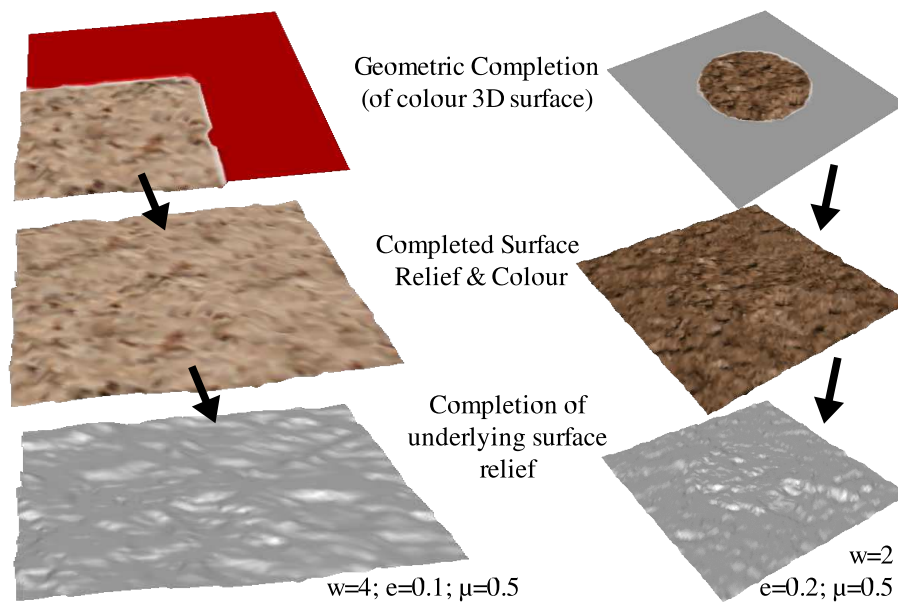 Geometric Completion
(of colour 3D surface)
Completed Surface
Relief & Colour
Completion of
underlying surface
relief
w=4; e=0.1; μ=0.5
w=2
e=0.2; μ=0.5